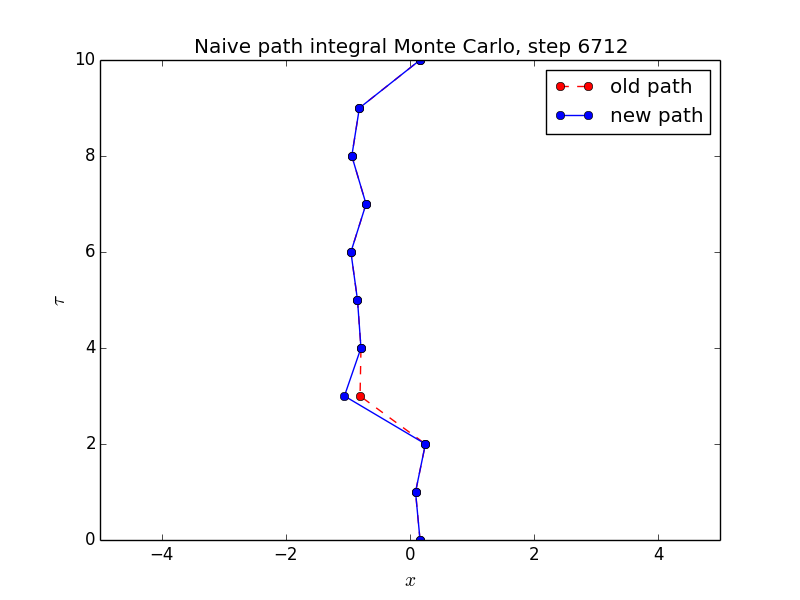 Naive path integral Monte Carlo, step 6712
old path
new path
10
8
6
4
2
0
τ
−4
−2
0
2
4
x